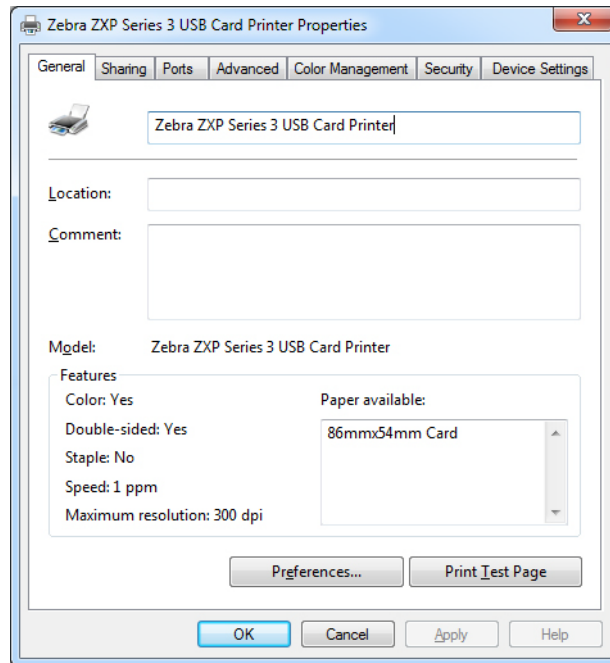 Zebra ZXP Series 3 USB Card Printer Properties
General Sharing Ports Advanced Color Management Security Device Settings
Zebra ZXP Series 3 USB Card Printer
Location:
Comment:
Model: Zebra ZXP Series 3 USB Card Printer
Features
Color: Yes Paper available:
Double-sided: Yes 86mmx54mm Card
Staple: No
Speed: 1 ppm
Maximum resolution: 300 dpi
Preferences... Print Test Page
OK Cancel Apply Help